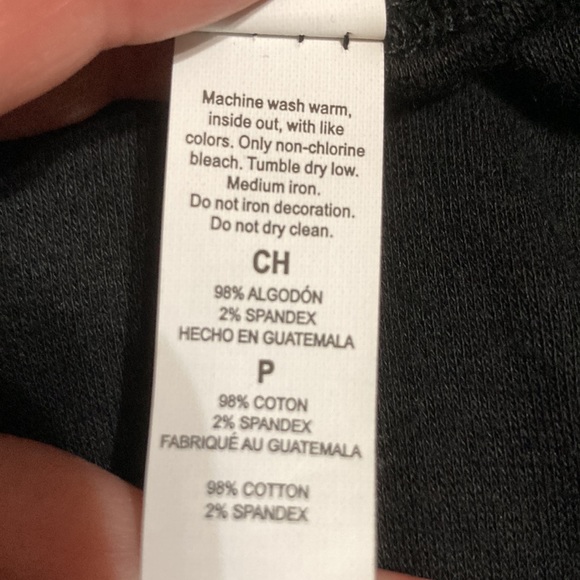 Machine wash warm,
inside out, with like
colors. Only non-chlorine
bleach. Tumble dry low.
Medium iron.
Do not iron decoration.
Do not dry clean.
CH
98% ALGODÓN
2% SPANDEX
HECHO EN GUATEMALA
P
98% COTON
2% SPANDEX
FABRIQUÉ AU GUATEMALA
98% COTTON
2% SPANDEX